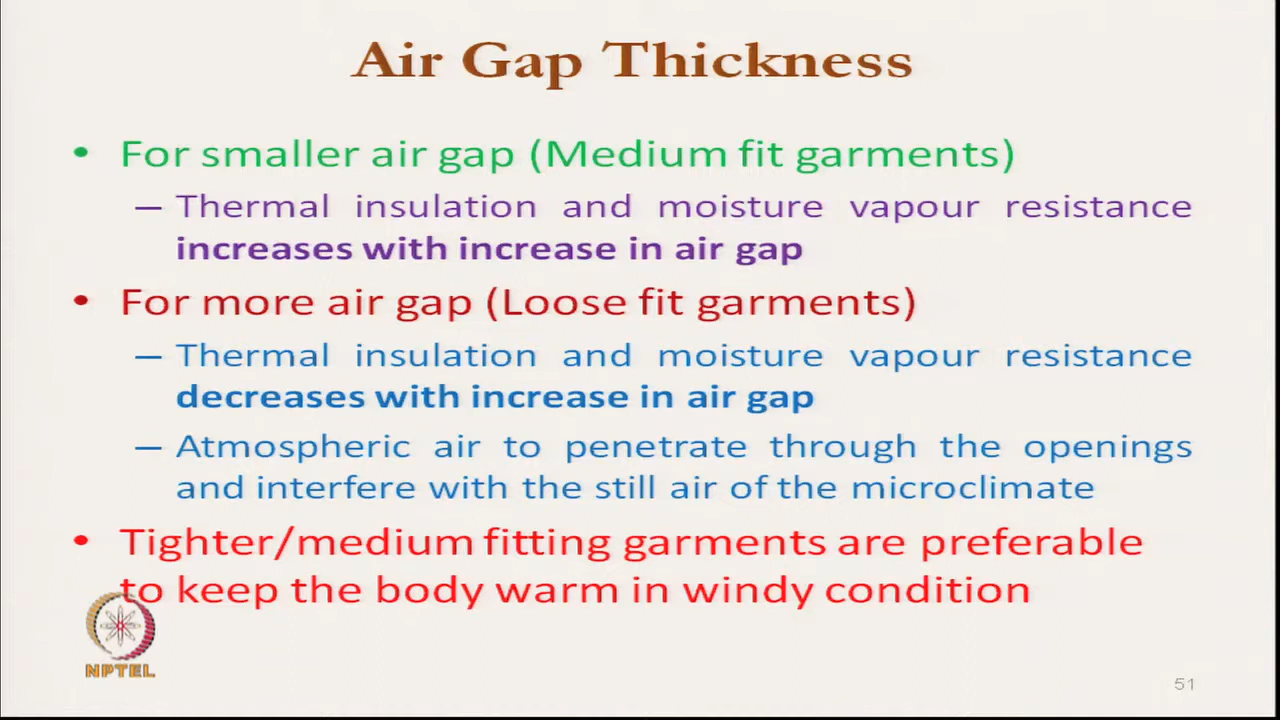 Air Gap Thickness
• For smaller air gap (Medium fit garments)
– Thermal insulation and moisture vapour resistance
increases with increase in air gap
• For more air gap (Loose fit garments)
– Thermal insulation and moisture vapour resistance
decreases with increase in air gap
– Atmospheric air to penetrate through the openings
and interfere with the still air of the microclimate
• Tighter/medium fitting garments are preferable
to keep the body warm in windy condition
NPTEL
51